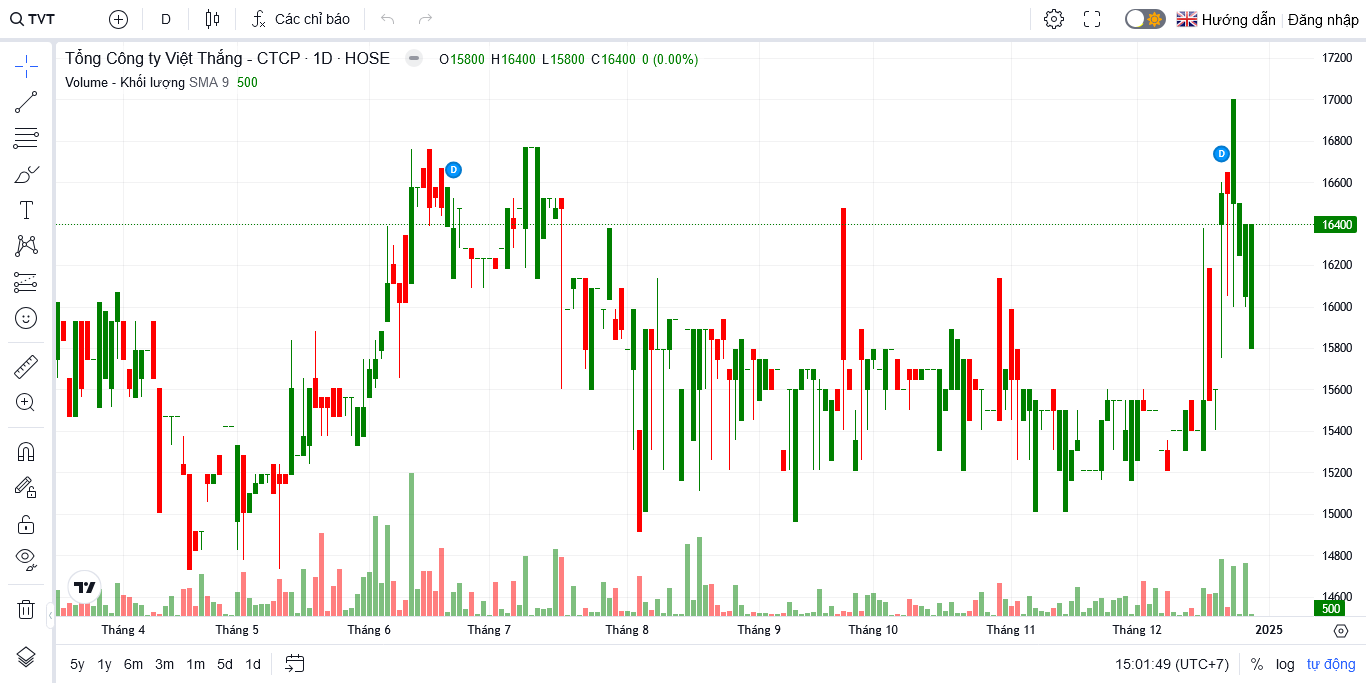 TVT D Các chỉ báo Hướng dẫn Đăng nhập
Tổng Công ty Việt Thắng - CTCP · 1D · HOSE O15800 H16400 L15800 C16400 0 (0.00%)
Volume - Khối lượng SMA 9 500
17200
17000
16800
16600
16400
16200
16000
15800
15600
15400
15200
15000
14800
14600
500
D
D
Tháng 4 Tháng 5 Tháng 6 Tháng 7 Tháng 8 Tháng 9 Tháng 10 Tháng 11 Tháng 12 2025
5y 1y 6m 3m 1m 5d 1d 15:01:49 (UTC+7) % log tự động